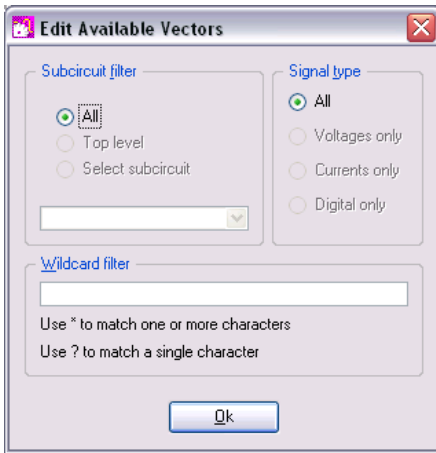 Edit Available Vectors
Subcircuit filter
All
Top level
Select subcircuit
Signal type
All
Voltages only
Currents only
Digital only
Wildcard filter
Use * to match one or more characters
Use ? to match a single character
Ok